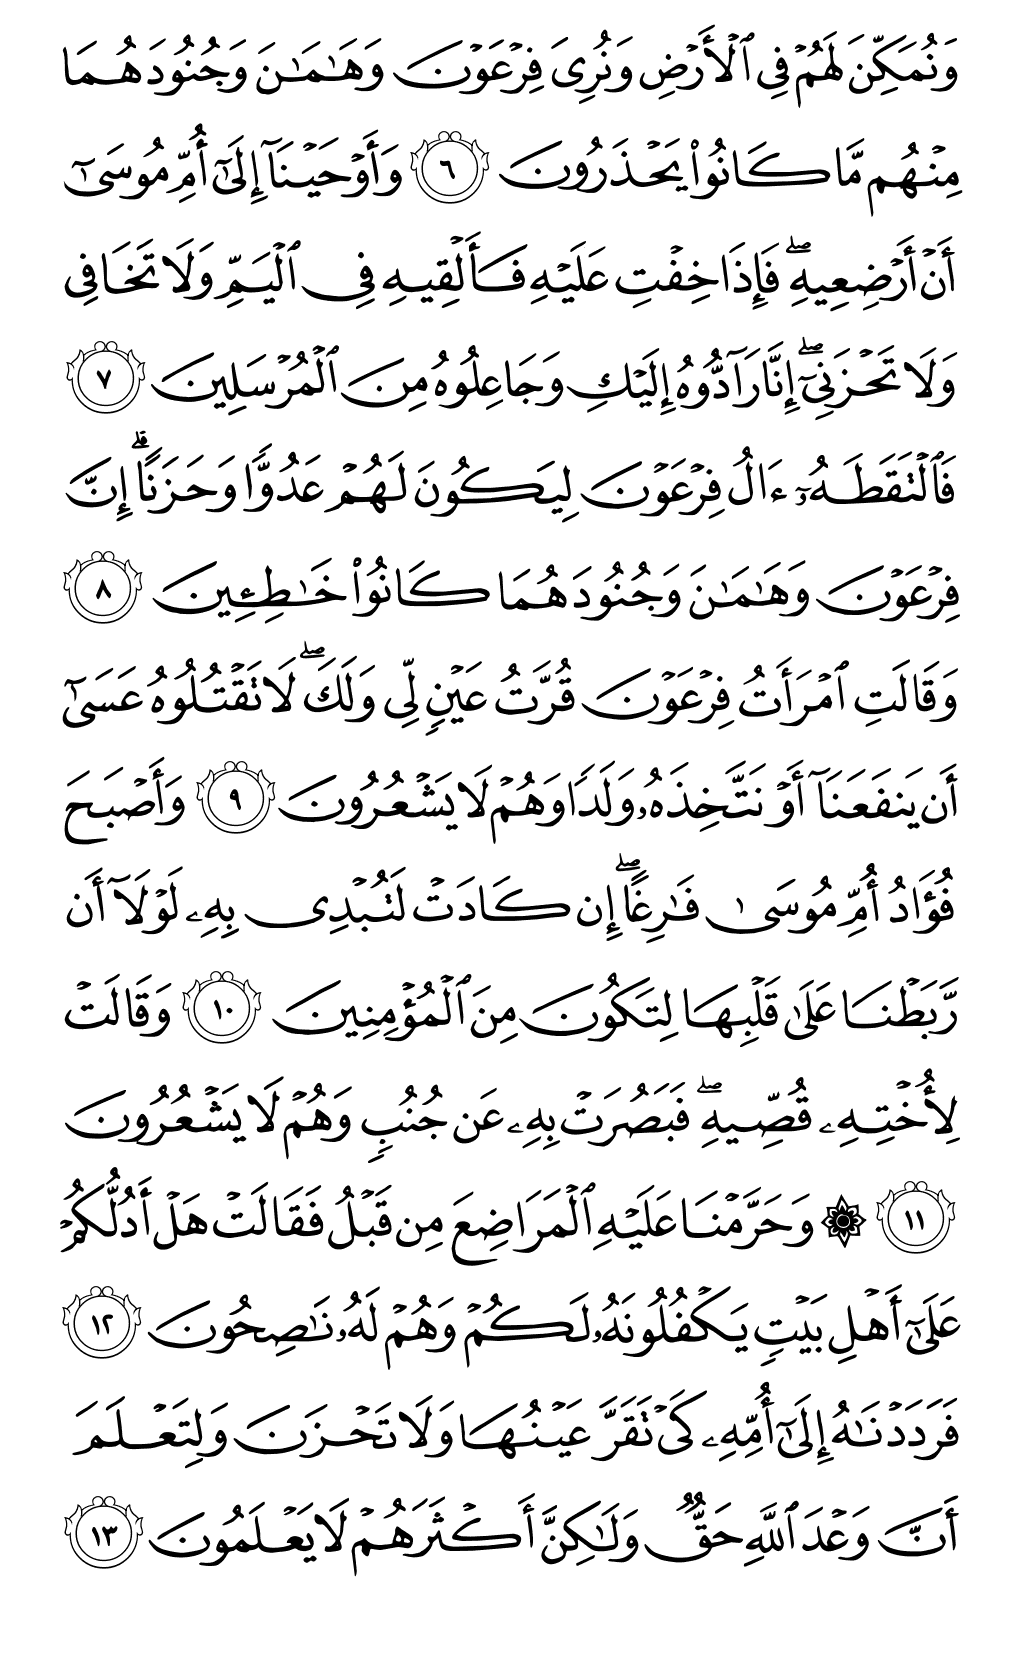 وَنُمَكِّنَ لَهُمۡ فِي ٱلۡأَرۡضِ وَنُرِيَ فِرۡعَوۡنَ وَهَٰمَٰنَ وَجُنُودَهُمَا
مِنۡهُم مَّا كَانُواْ يَحۡذَرُونَ ٦ وَأَوۡحَيۡنَآ إِلَىٰٓ أُمِّ مُوسَىٰٓ
أَنۡ أَرۡضِعِيهِۖ فَإِذَا خِفۡتِ عَلَيۡهِ فَأَلۡقِيهِ فِي ٱلۡيَمِّ وَلَا تَخَافِي
وَلَا تَحۡزَنِيٓۖ إِنَّا رَآدُّوهُ إِلَيۡكِ وَجَاعِلُوهُ مِنَ ٱلۡمُرۡسَلِينَ ٧
فَٱلۡتَقَطَهُۥٓ ءَالُ فِرۡعَوۡنَ لِيَكُونَ لَهُمۡ عَدُوّٗا وَحَزَنًاۗ إِنَّ
فِرۡعَوۡنَ وَهَٰمَٰنَ وَجُنُودَهُمَا كَانُواْ خَٰطِـِٔينَ ٨
وَقَالَتِ ٱمۡرَأَتُ فِرۡعَوۡنَ قُرَّتُ عَيۡنٖ لِّي وَلَكَۖ لَا تَقۡتُلُوهُ عَسَىٰٓ
أَن يَنفَعَنَآ أَوۡ نَتَّخِذَهُۥ وَلَدٗا وَهُمۡ لَا يَشۡعُرُونَ ٩ وَأَصۡبَحَ
فُؤَادُ أُمِّ مُوسَىٰ فَٰرِغًاۖ إِن كَادَتۡ لَتُبۡدِي بِهِۦ لَوۡلَآ أَن
رَّبَطۡنَا عَلَىٰ قَلۡبِهَا لِتَكُونَ مِنَ ٱلۡمُؤۡمِنِينَ ١٠ وَقَالَتۡ
لِأُخۡتِهِۦ قُصِّيهِۖ فَبَصُرَتۡ بِهِۦ عَن جُنُبٖ وَهُمۡ لَا يَشۡعُرُونَ
١١ ۞ وَحَرَّمۡنَا عَلَيۡهِ ٱلۡمَرَاضِعَ مِن قَبۡلُ فَقَالَتۡ هَلۡ أَدُلُّكُمۡ
عَلَىٰٓ أَهۡلِ بَيۡتٖ يَكۡفُلُونَهُۥ لَكُمۡ وَهُمۡ لَهُۥ نَٰصِحُونَ ١٢
فَرَدَدۡنَٰهُ إِلَىٰٓ أُمِّهِۦ كَيۡ تَقَرَّ عَيۡنُهَا وَلَا تَحۡزَنَ وَلِتَعۡلَمَ
أَنَّ وَعۡدَ ٱللَّهِ حَقّٞ وَلَٰكِنَّ أَكۡثَرَهُمۡ لَا يَعۡلَمُونَ ١٣